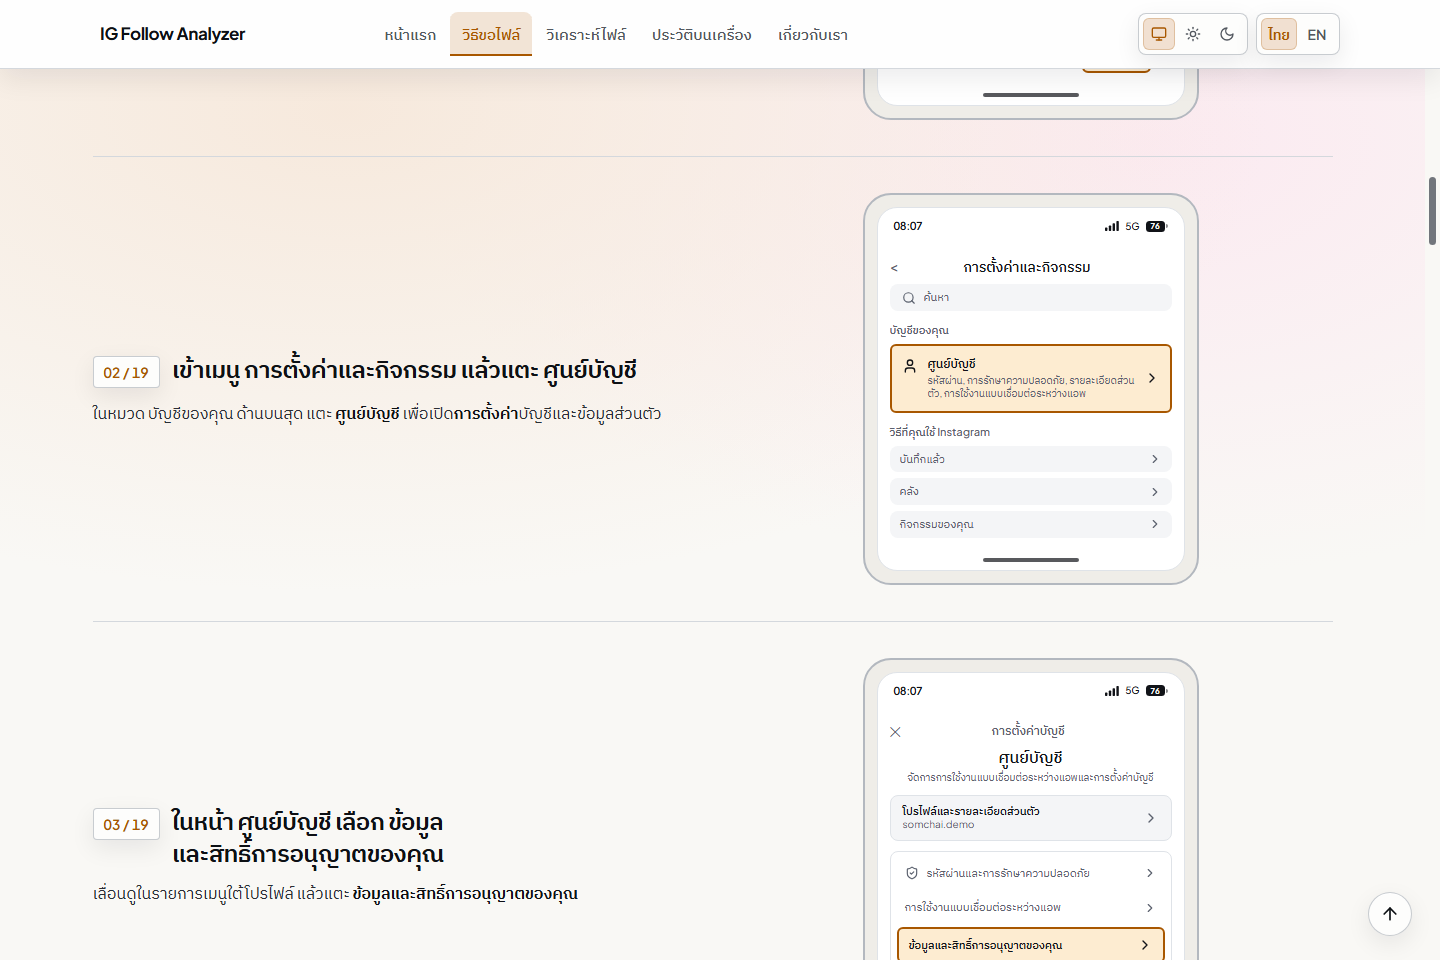 IG Follow Analyzer
หน้าแรก
วิธีขอไฟล์
วิเคราะห์ไฟล์
ประวัติบนเครื่อง
เกี่ยวกับเรา
ไทย
EN
02 / 19
เข้าเมนู การตั้งค่าและกิจกรรม แล้วแตะ ศูนย์บัญชี
ในหมวด บัญชีของคุณ ด้านบนสุด แตะ ศูนย์บัญชี เพื่อเปิดการตั้งค่าบัญชีและข้อมูลส่วนตัว
08:07
5G
76
<
การตั้งค่าและกิจกรรม
ค้นหา
บัญชีของคุณ
ศูนย์บัญชี
รหัสผ่าน, การรักษาความปลอดภัย, รายละเอียดส่วน
ตัว, การใช้งานแบบเชื่อมต่อระหว่างแอพ
วิธีที่คุณใช้ Instagram
บันทึกแล้ว
คลัง
กิจกรรมของคุณ
03 / 19
ในหน้า ศูนย์บัญชี เลือก ข้อมูล
และสิทธิ์การอนุญาตของคุณ
เลื่อนดูในรายการเมนูใต้โปรไฟล์ แล้วแตะ ข้อมูลและสิทธิ์การอนุญาตของคุณ
08:07
5G
76
การตั้งค่าบัญชี
ศูนย์บัญชี
จัดการการใช้งานแบบเชื่อมต่อระหว่างแอพและการตั้งค่าบัญชี
โปรไฟล์และรายละเอียดส่วนตัว
somchai.demo
รหัสผ่านและการรักษาความปลอดภัย
การใช้งานแบบเชื่อมต่อระหว่างแอพ
ข้อมูลและสิทธิ์การอนุญาตของคุณ